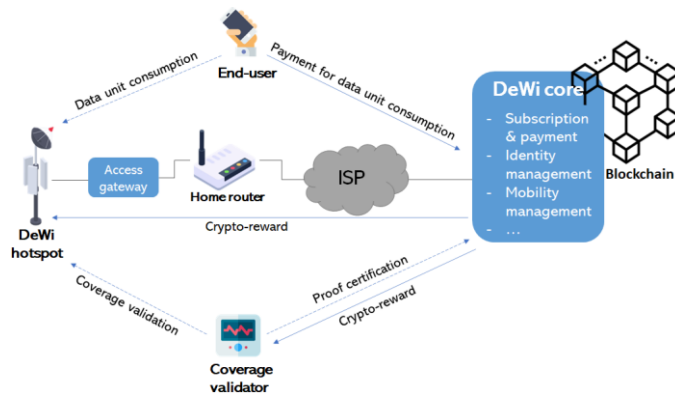 End-user
Data unit consumption
Payment for data unit consumption
DeWi core
- Subscription
& payment
- Identity
management
- Mobility
management
- ...
Blockchain
Access
gateway
Home router
ISP
DeWi
hotspot
Crypto-reward
Coverage validation
Proof certification
Crypto-reward
Coverage
validator